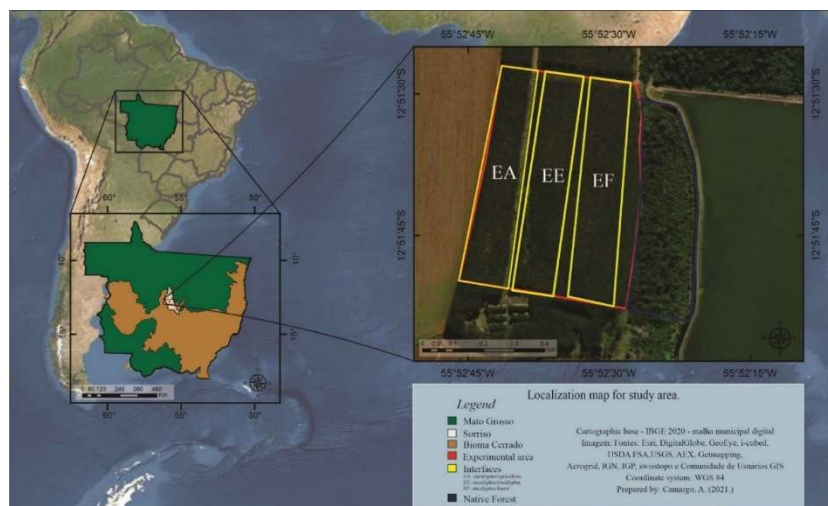 55°52'45"W 55°52'30"W 55°52'15"W
12°51'30"S
12°51'45"S
12°51'30"S
12°51'45"S
EA EE EF
55°52'45"W 55°52'30"W 55°52'15"W
60° 55° 50°
10°
15°
10°
15°
60° 55° 50°
Localization map for study area.
Legend
Mato Grosso
Sorriso
Bioma Cerrado
Experimental area
Interfaces
Native Forest
Cartographic base - IBGE 2020 - malha municipal digital
Imagem: Fontes: Esri, DigitalGlobe, GeoEye, i-cubed,
USDA FSA,USGS, AEX, Getmapping,
Aerogrid, IGN, IGP, swisstopo e Comunidade de Usuários GIS
Coordinate system: WGS 84
Prepared by: Camargo, A. (2021.)